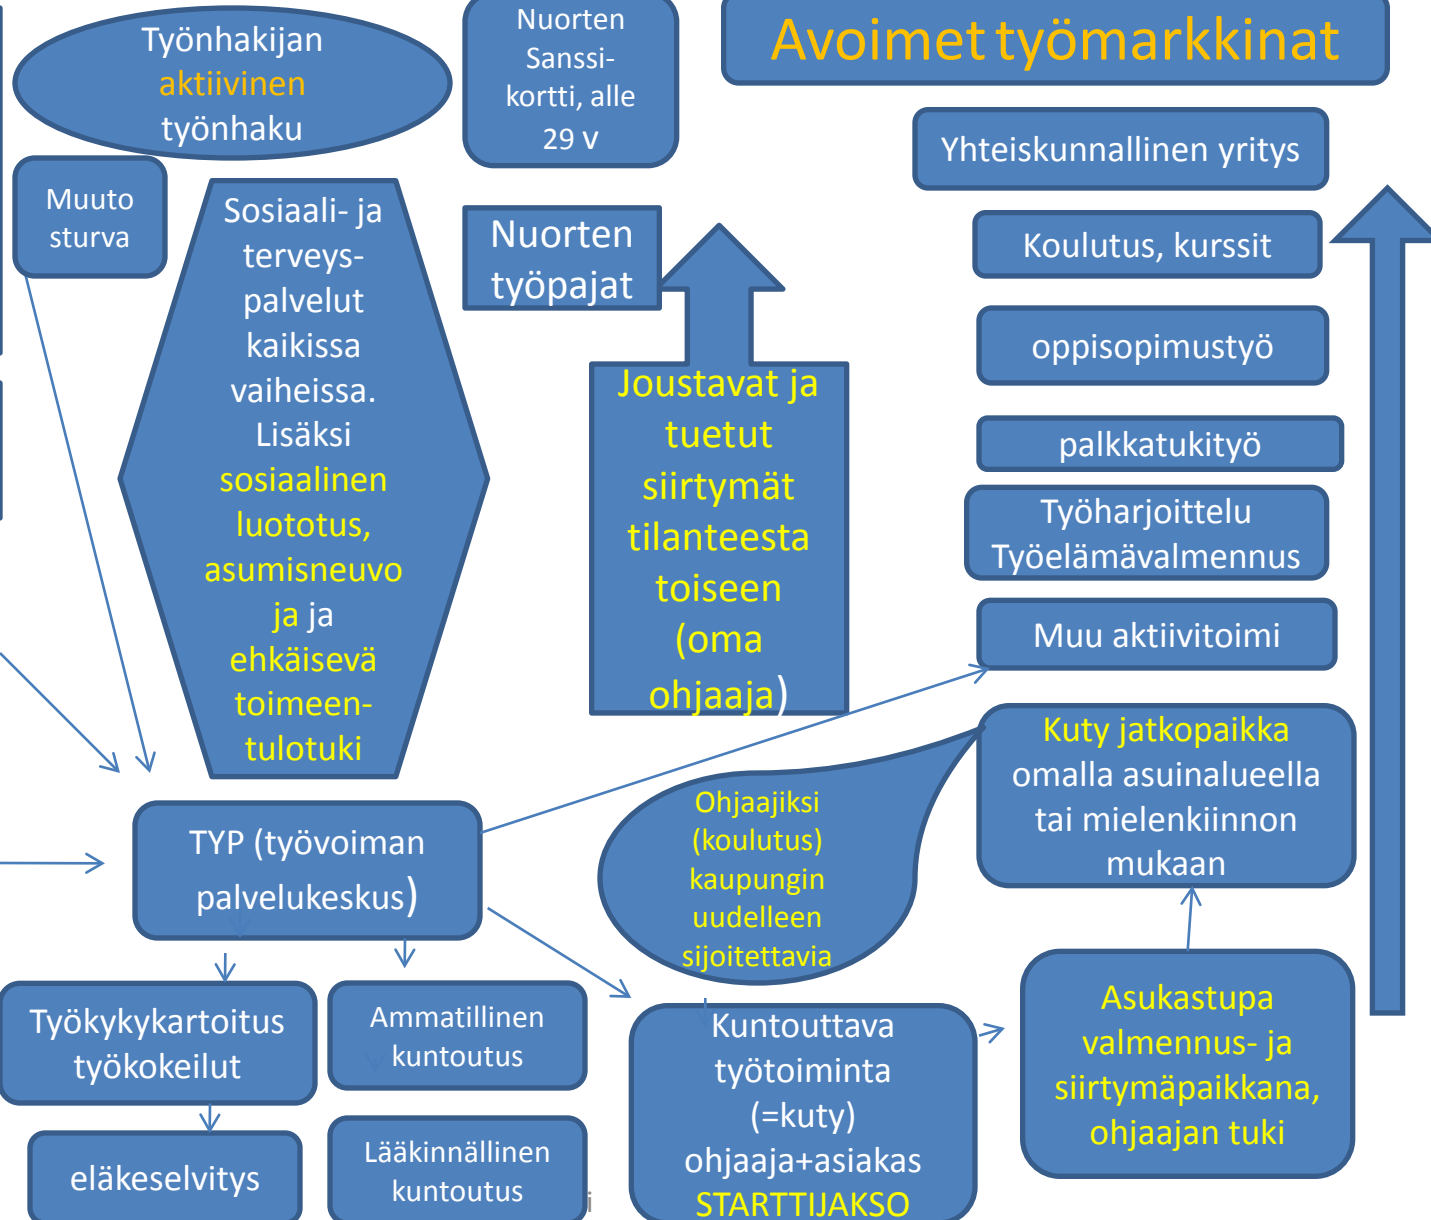 Työnhakijan
aktiivinen
työnhaku
Nuorten
Sanssi-
kortti, alle
29 v
Avoimet työmarkkinat
Yhteiskunnallinen yritys
Muuto
sturva
Sosiaali- ja
terveys-
palvelut
kaikissa
vaiheissa.
Lisäksi
sosiaalinen
luototus,
asumisneuvo
ja ja
ehkäisevä
toimeen-
tulotuki
Nuorten
työpajat
Koulutus, kurssit
oppisopimustyö
Joustavat ja
tuetut
siirtymät
tilanteesta
toiseen
(oma
ohjaaja)
palkkatukityö
Työharjoittelu
Työelämävalmennus
Muu aktiivitoimi
Kuty jatkopaikka
omalla asuinalueella
tai mielenkiinnon
mukaan
Ohjaajiksi
(koulutus)
kaupungin
uudelleen
sijoitettavia
TYP (työvoiman
palvelukeskus)
Työkykykartoitus
työkokeilut
Ammatillinen
kuntoutus
Kuntouttava
työtoiminta
(=kuty)
ohjaaja+asiakas
STARTTIJAKSO
Asukastupa
valmennus- ja
siirtymäpaikkana,
ohjaajan tuki
eläkeselvitys
Lääkinnällinen
kuntoutus
i